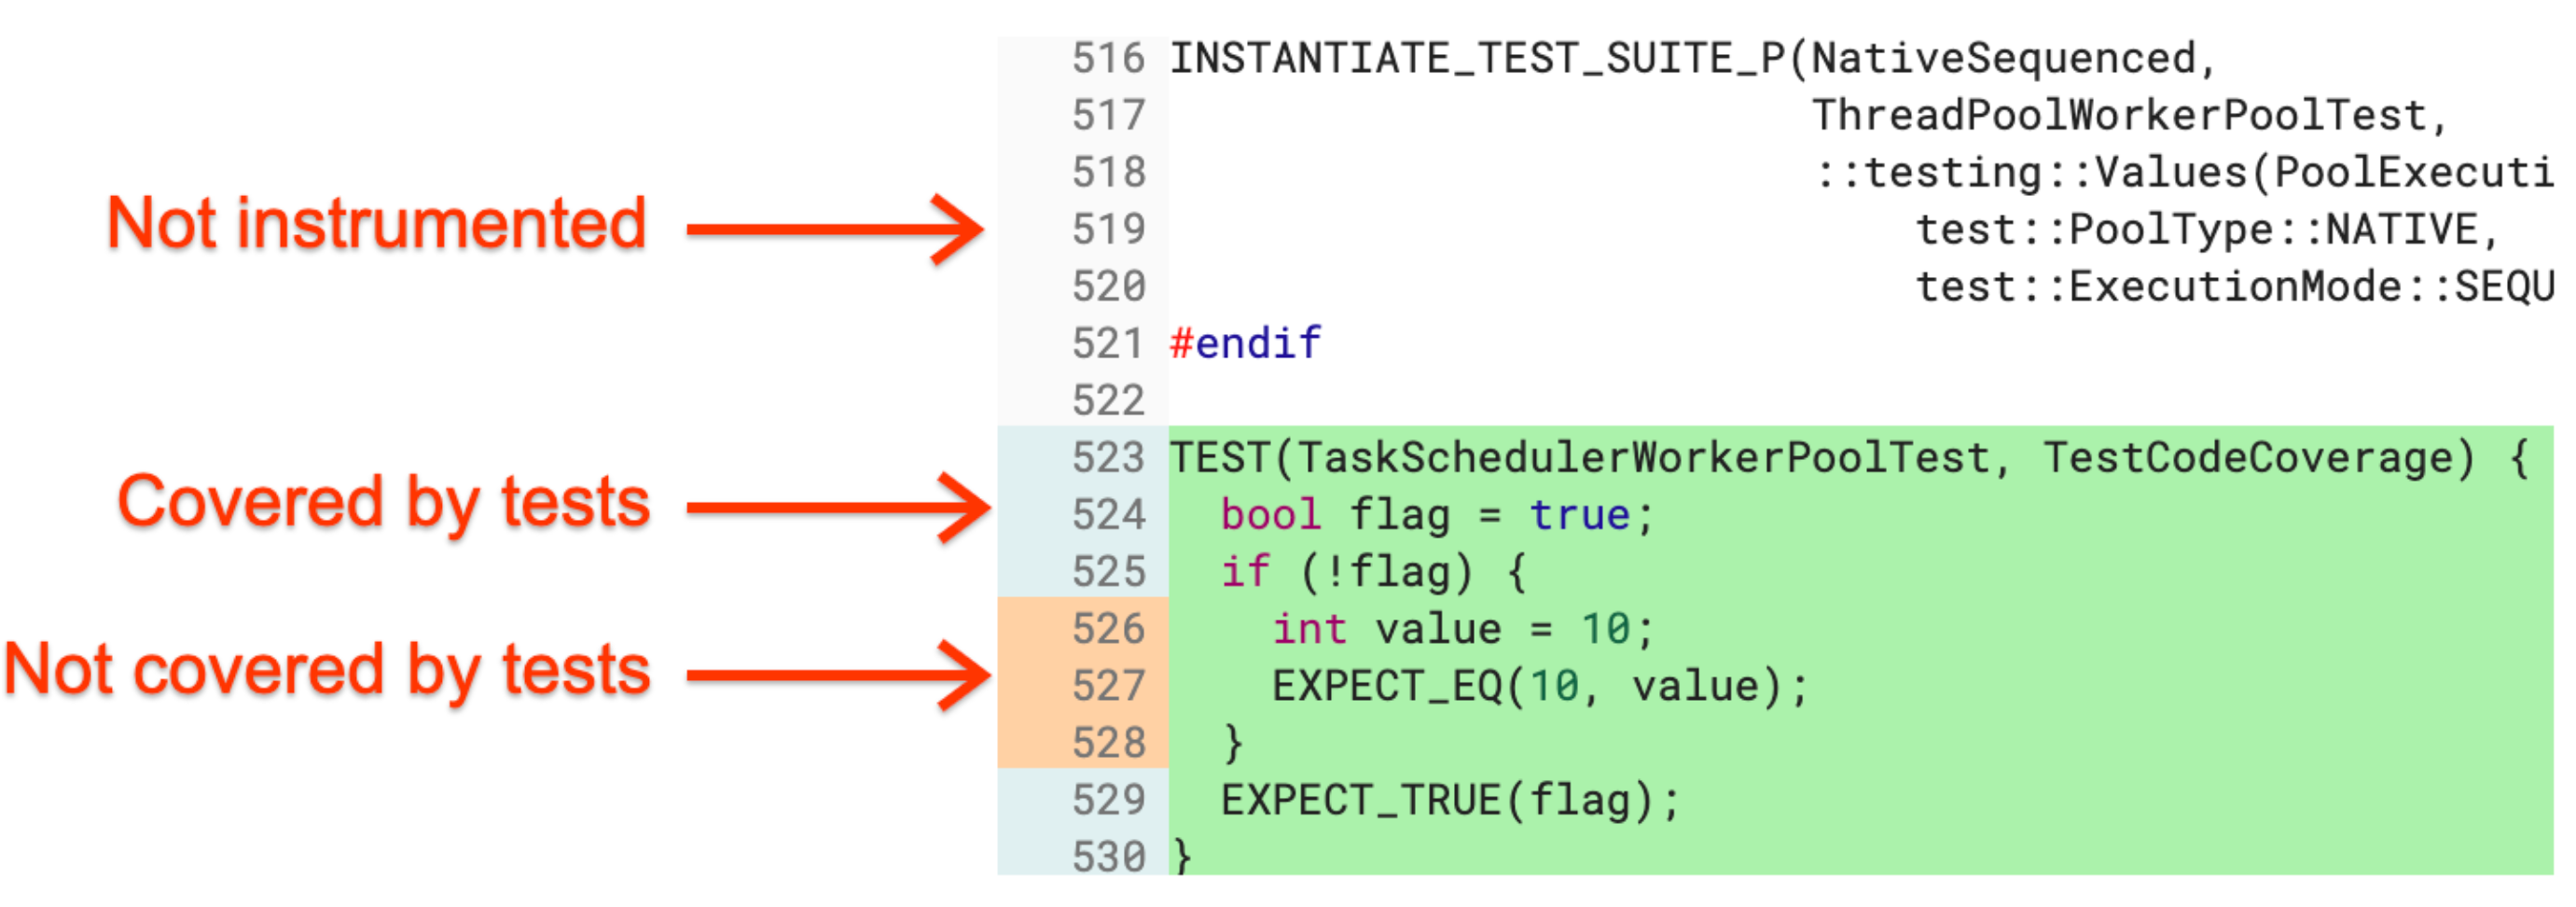 516 INSTANTIATE_TEST_SUITE_P(NativeSequenced,
517 ThreadPoolWorkerPoolTest,
518 ::testing::Values(PoolExecuti
Not instrumented 519 test::PoolType::NATIVE,
520 test::ExecutionMode::SEQU
521 #endif
522
523 TEST(TaskSchedulerWorkerPoolTest, TestCodeCoverage) {
Covered by tests 524 bool flag = true;
525 if (!flag) {
526 int value = 10;
Not covered by tests 527 EXPECT_EQ(10, value);
528 }
529 EXPECT_TRUE(flag);
530 }